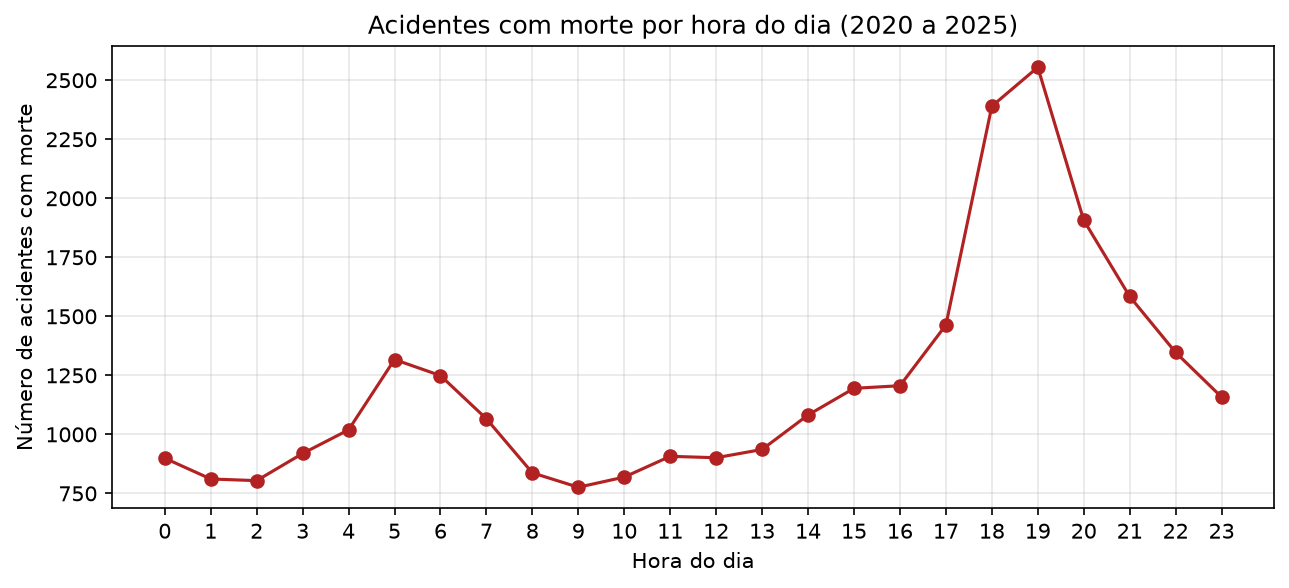 Acidentes com morte por hora do dia (2020 a 2025)
Número de acidentes com morte
2500
2250
2000
1750
1500
1250
1000
750
0 1 2 3 4 5 6 7 8 9 10 11 12 13 14 15 16 17 18 19 20 21 22 23
Hora do dia